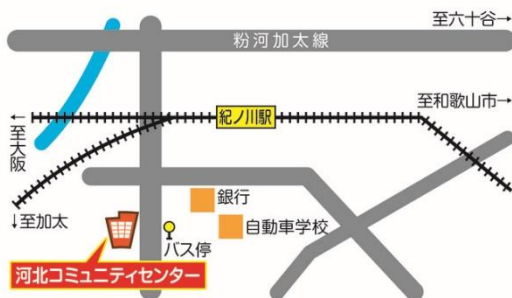 至六十谷→
粉河加太線
至和歌山市→
紀ノ川駅
←至大阪
銀行
↓至加太
自動車学校
バス停
河北コミュニティセンター